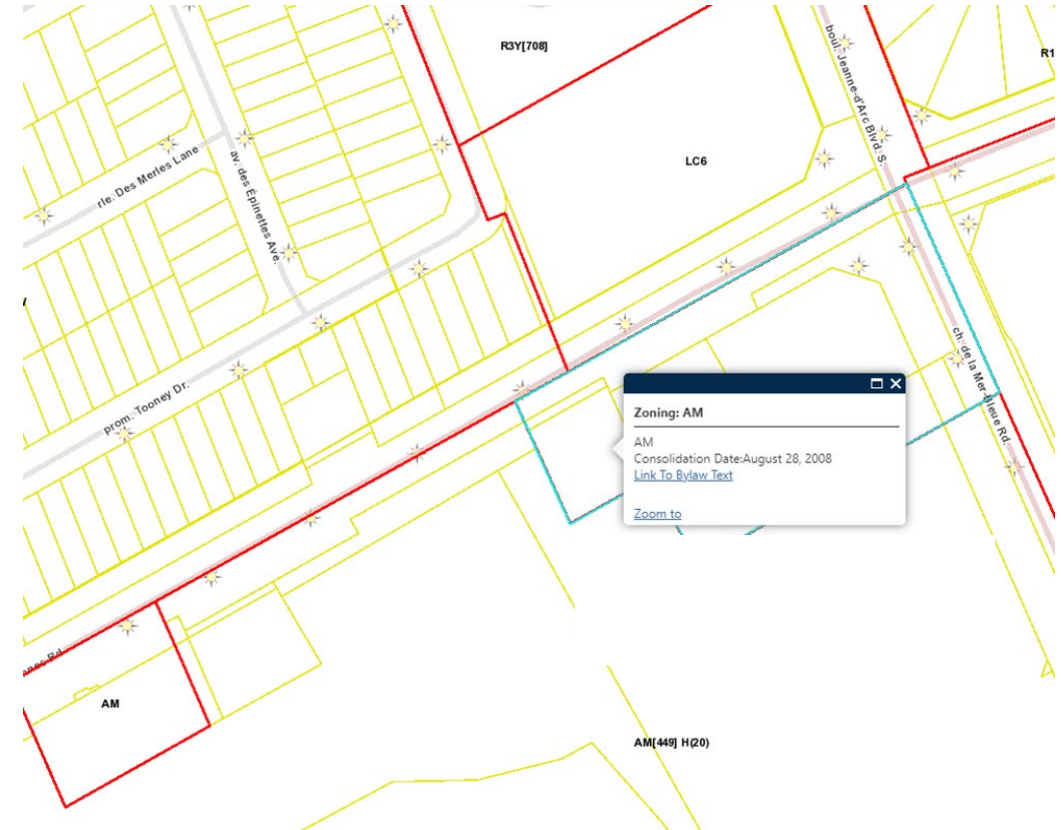 R3Y[708]
boul. Jeanne-d'Arc Blvd. S.
R1
LC6
rle. Des Merles Lane
av. des Épinettes Ave.
prom. Tooney Dr.
ch. de la Mer-Bleue Rd.
Zoning: AM
AM
Consolidation Date:August 28, 2008
Link To Bylaw Text
Zoom to
Rd.
AM
AM[449] H(20)